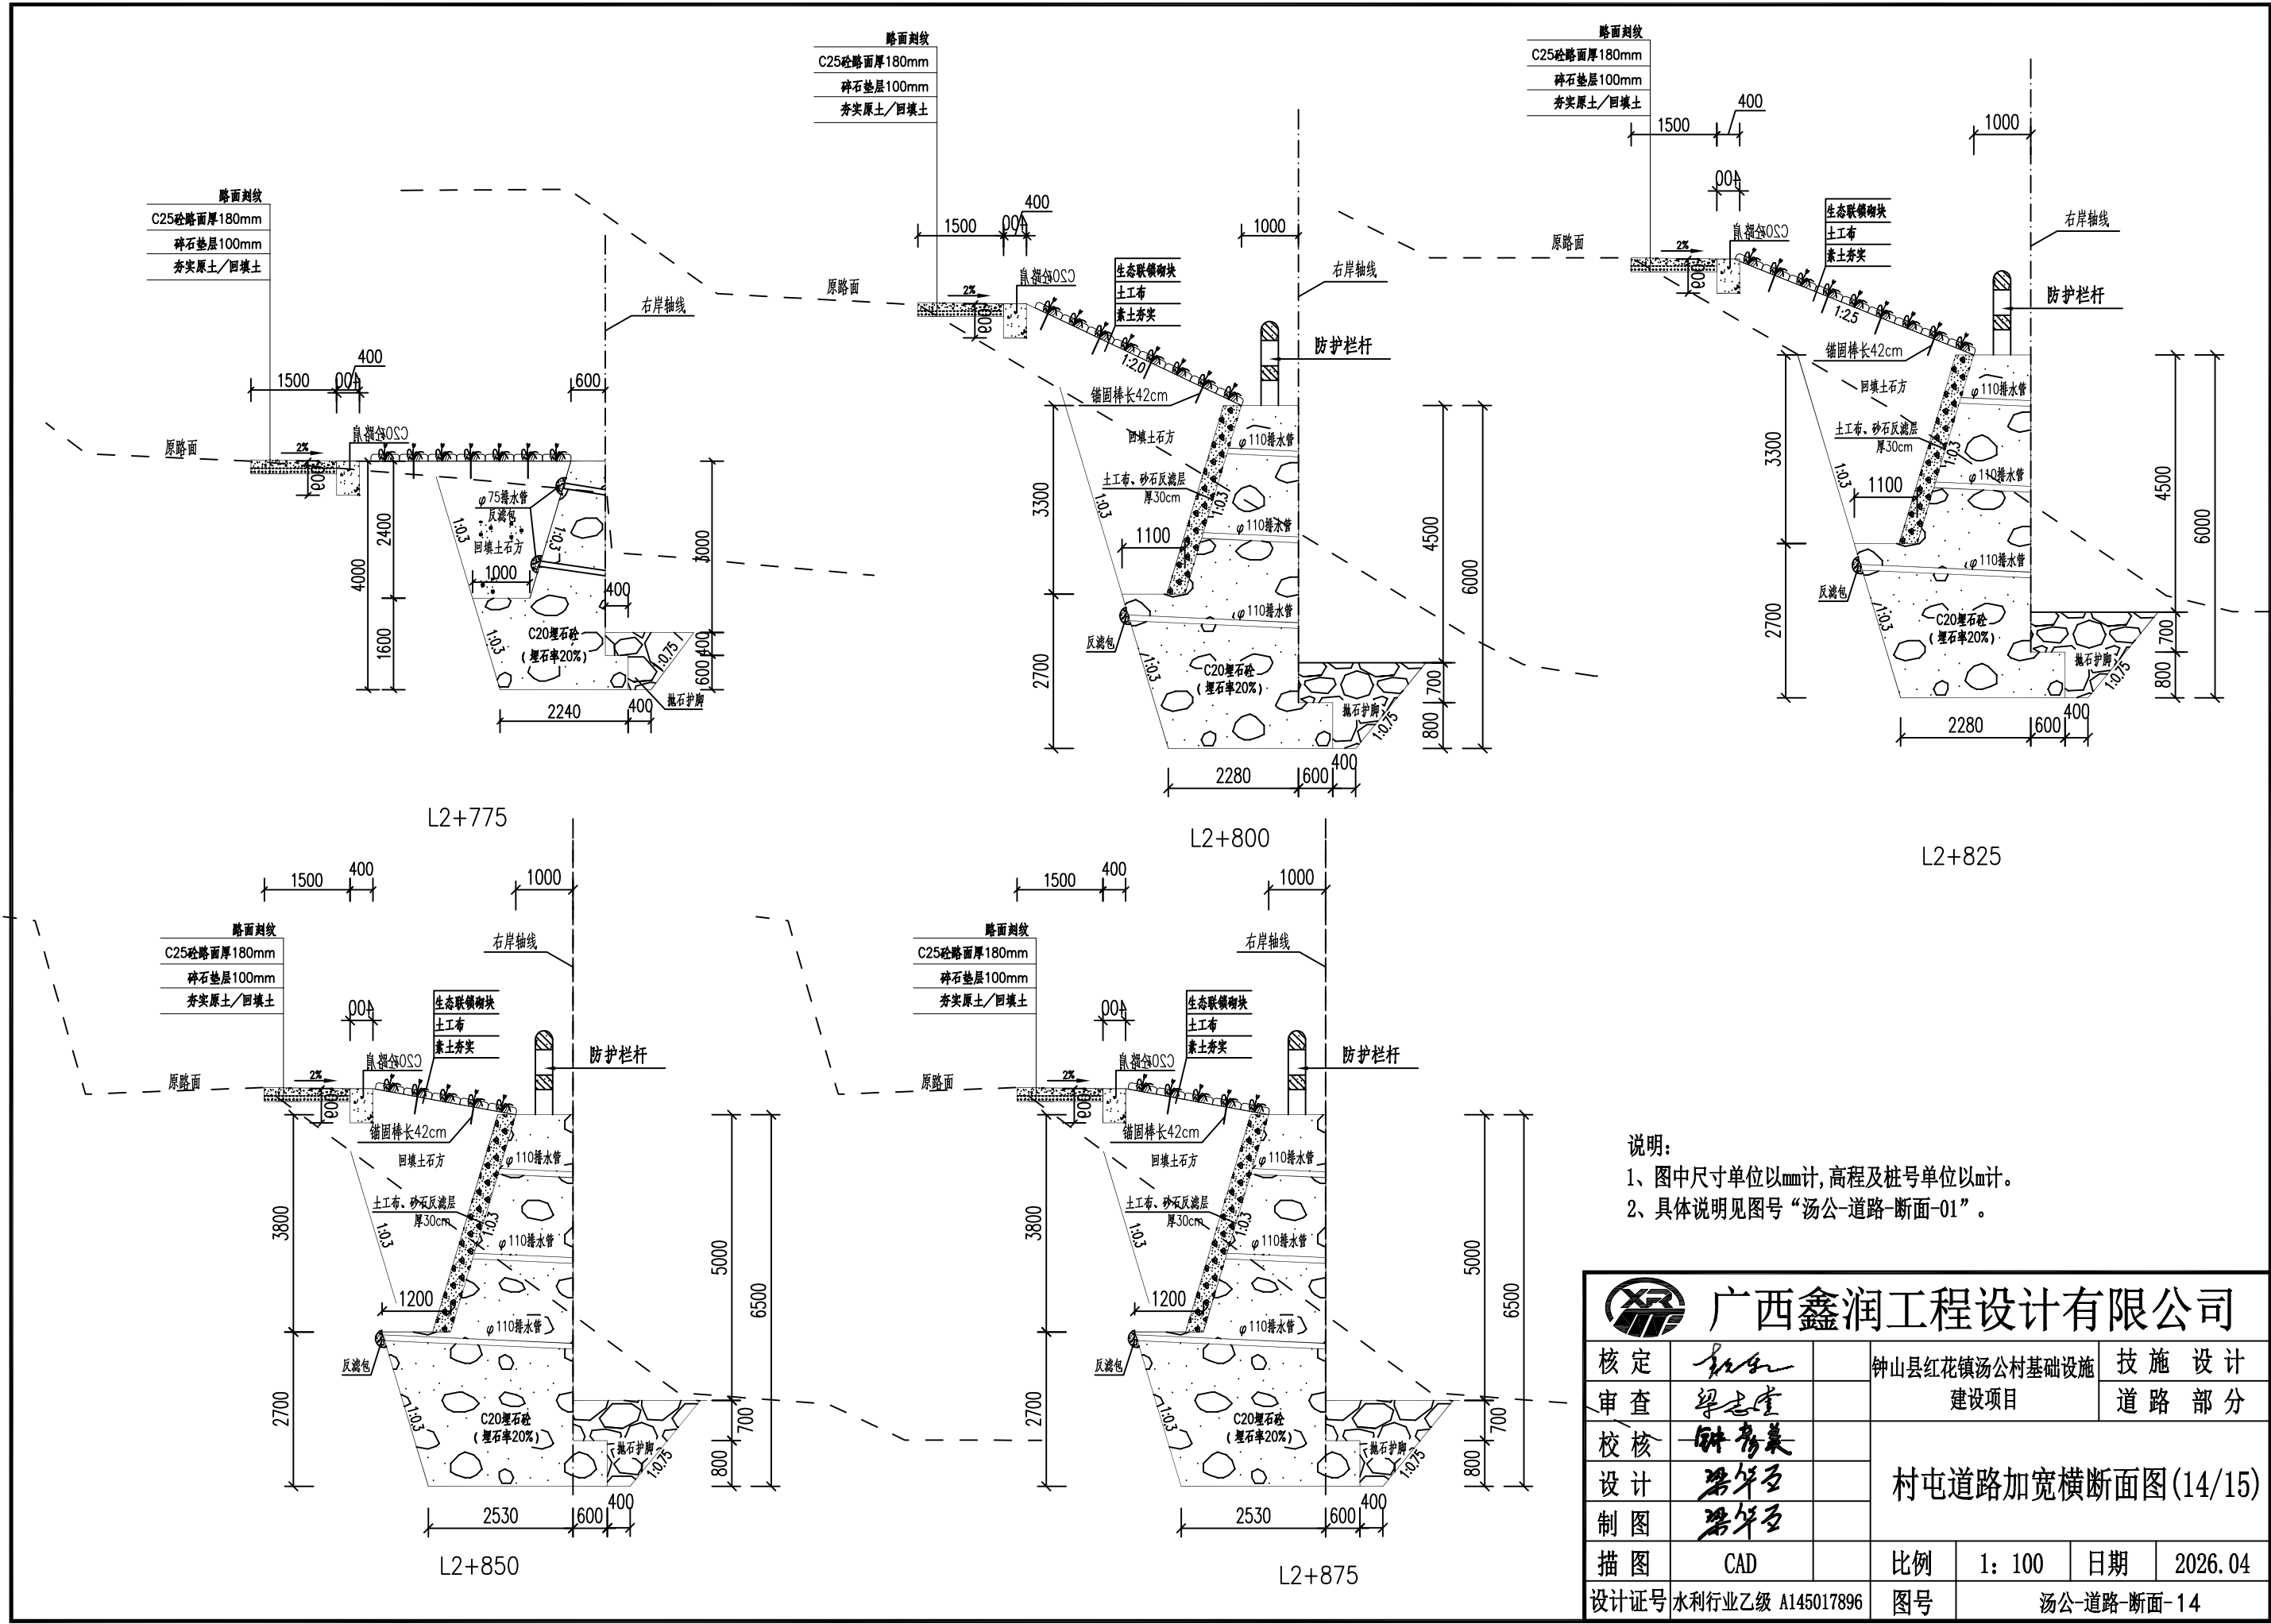 路面刻纹
C25砼路面厚180mm
碎石垫层100mm
夯实原土/回填土
1500
400
400
600
原路面
2%
C20砼路肩
600
右岸轴线
φ75排水管
反滤包
回填土石方
1:0.3
1:0.3
1000
2400
4000
1600
1:0.3
C20埋石砼
(埋石率20%)
400
3000
400
600
1:0.75
抛石护脚
2240
400
L2+775
路面刻纹
C25砼路面厚180mm
碎石垫层100mm
夯实原土/回填土
1500
400
400
1000
原路面
2%
C20砼路肩
600
生态联锁砌块
土工布
素土夯实
右岸轴线
防护栏杆
1:2.0
锚固棒长42cm
回填土石方
φ110排水管
土工布、砂石反滤层
厚30cm
1:0.3
1:0.3
φ110排水管
1100
3300
4500
6000
φ110排水管
反滤包
2700
1:0.3
C20埋石砼
(埋石率20%)
抛石护脚
1:0.75
700
800
2280
600
400
L2+800
路面刻纹
C25砼路面厚180mm
碎石垫层100mm
夯实原土/回填土
1500
400
400
1000
原路面
2%
C20砼路肩
600
生态联锁砌块
土工布
素土夯实
右岸轴线
防护栏杆
1:2.5
锚固棒长42cm
回填土石方
φ110排水管
土工布、砂石反滤层
厚30cm
1:0.3
1:0.3
φ110排水管
1100
3300
4500
6000
φ110排水管
反滤包
2700
1:0.3
C20埋石砼
(埋石率20%)
抛石护脚
1:0.75
700
800
2280
600
400
L2+825
1500
400
1000
路面刻纹
C25砼路面厚180mm
碎石垫层100mm
夯实原土/回填土
400
右岸轴线
生态联锁砌块
土工布
素土夯实
C20砼路肩
防护栏杆
原路面
2%
600
锚固棒长42cm
回填土石方
φ110排水管
土工布、砂石反滤层
厚30cm
1:0.3
1:0.3
φ110排水管
3800
5000
6500
1200
φ110排水管
反滤包
2700
1:0.3
C20埋石砼
(埋石率20%)
抛石护脚
1:0.75
700
800
2530
600
400
L2+850
1500
400
1000
路面刻纹
C25砼路面厚180mm
碎石垫层100mm
夯实原土/回填土
400
右岸轴线
生态联锁砌块
土工布
素土夯实
C20砼路肩
防护栏杆
原路面
2%
600
锚固棒长42cm
回填土石方
φ110排水管
土工布、砂石反滤层
厚30cm
1:0.3
1:0.3
φ110排水管
3800
5000
6500
1200
φ110排水管
反滤包
2700
1:0.3
C20埋石砼
(埋石率20%)
抛石护脚
1:0.75
700
800
2530
600
400
L2+875
说明:
1、图中尺寸单位以mm计,高程及桩号单位以m计。
2、具体说明见图号“汤公-道路-断面-01”。
XR
广西鑫润工程设计有限公司
核定
钟山县红花镇汤公村基础设施
建设项目
技施 设计
审查 梁志堂
道路 部分
校核
村屯道路加宽横断面图(14/15)
设计
制图
描图 CAD 比例 1: 100 日期 2026.04
设计证号 水利行业乙级 A145017896 图号 汤公-道路-断面-14